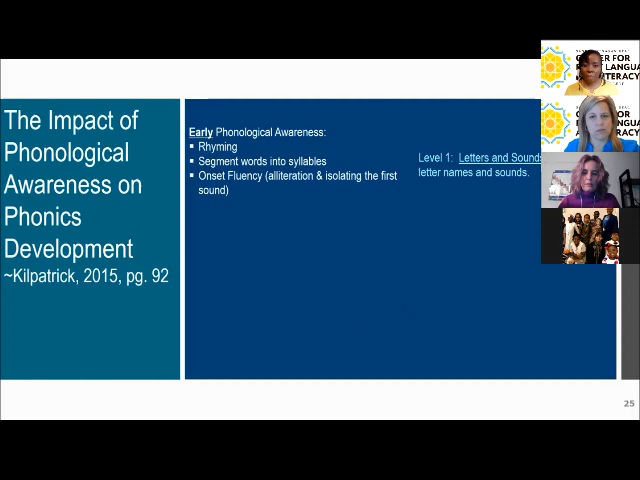 The Impact of
Phonological
Awareness on
Phonics
Development
~Kilpatrick, 2015, pg. 92
Early Phonological Awareness:
▪ Rhyming
▪ Segment words into syllables
▪ Onset Fluency (alliteration & isolating the first
sound)
Level 1: Letters and Sounds
letter names and sounds.
25